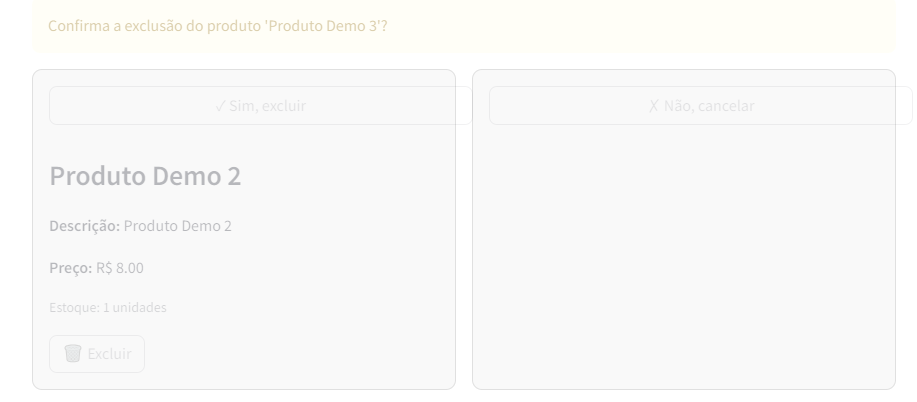 Confirma a exclusão do produto 'Produto Demo 3'?
✓ Sim, excluir
X Não, cancelar
Produto Demo 2
Descrição: Produto Demo 2
Preço: R$ 8.00
Estoque: 1 unidades
Excluir